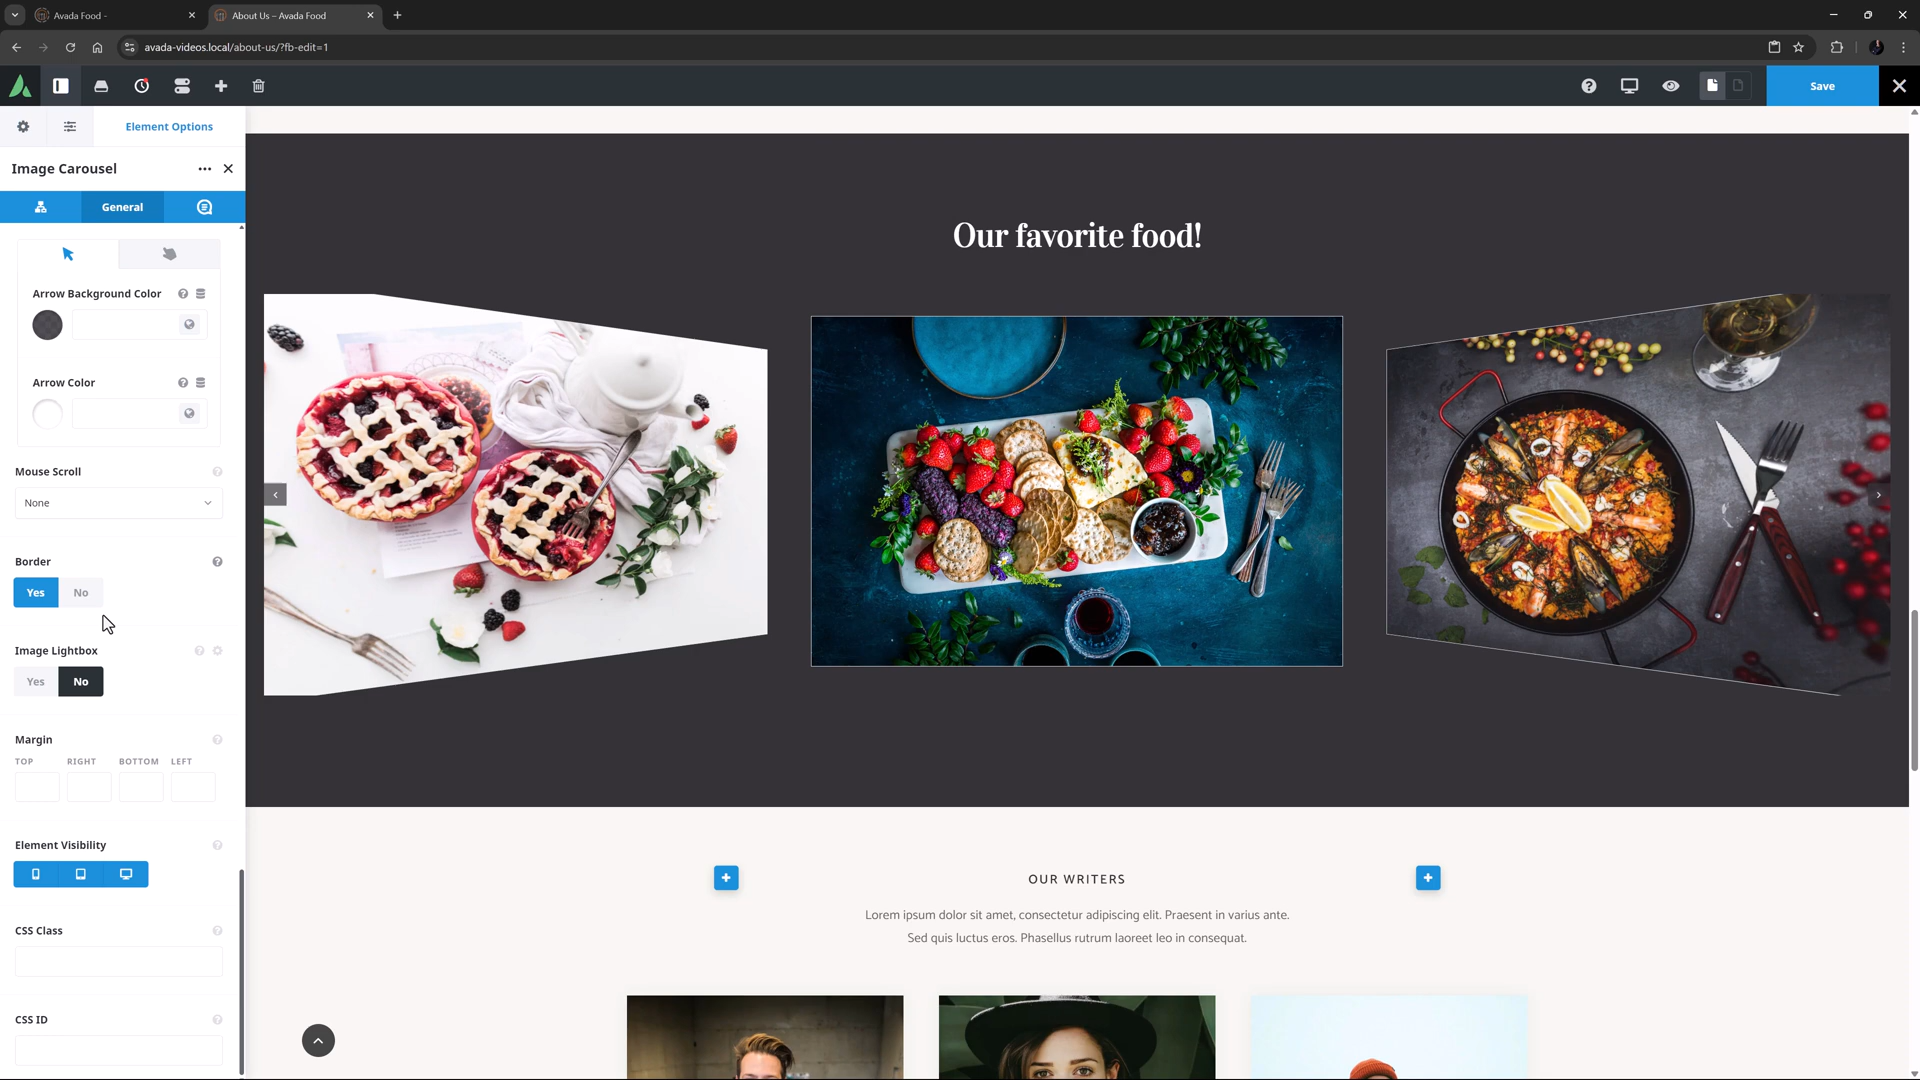 Avada Food -
About Us – Avada Food
avada-videos.local/about-us/?fb-edit=1
Save
Element Options
Image Carousel
General
Arrow Background Color
Arrow Color
Mouse Scroll
None
Border
Yes No
Image Lightbox
Yes No
Margin
TOP RIGHT BOTTOM LEFT
Element Visibility
CSS Class
CSS ID
Our favorite food!
OUR WRITERS
Lorem ipsum dolor sit amet, consectetur adipiscing elit. Praesent in varius ante.
Sed quis luctus eros. Phasellus rutrum laoreet leo in consequat.